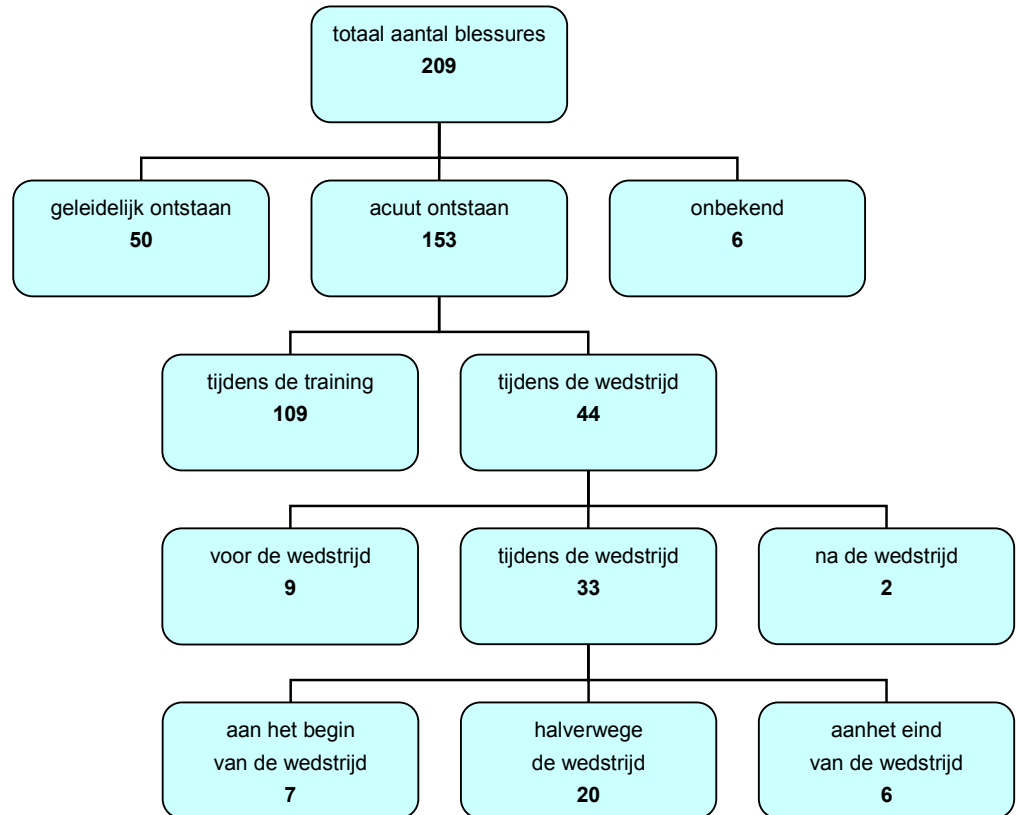 totaal aantal blessures
209
geleidelijk ontstaan
50
acuut ontstaan
153
onbekend
6
tijdens de training
109
tijdens de wedstrijd
44
voor de wedstrijd
9
tijdens de wedstrijd
33
na de wedstrijd
2
aan het begin
van de wedstrijd
7
halverwege
de wedstrijd
20
aanhet eind
van de wedstrijd
6